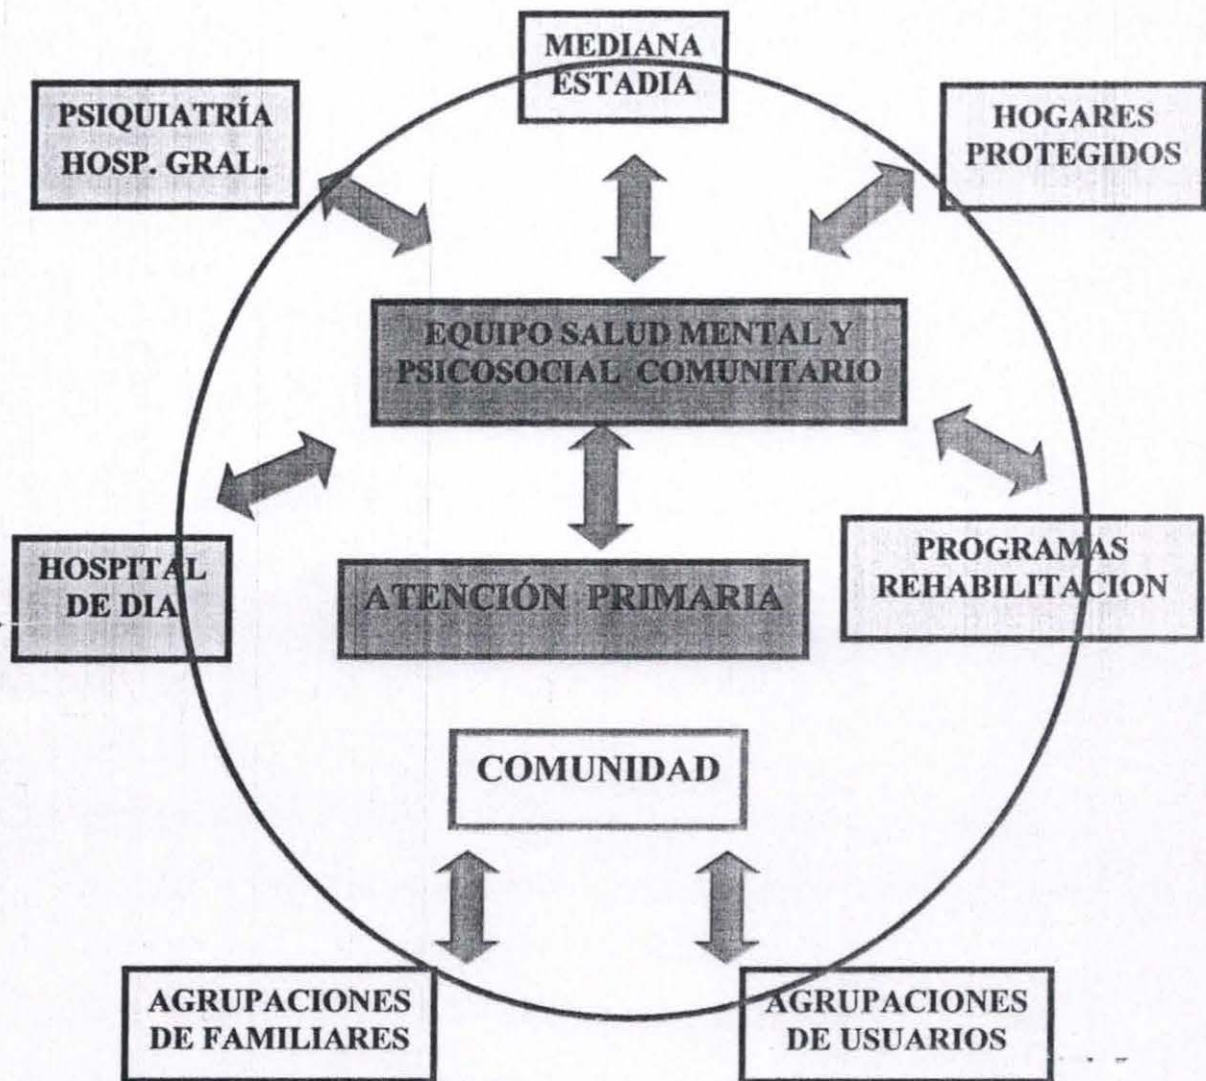 MEDIANA
ESTADIA
PSIQUIATRÍA
HOSP. GRAL.
HOGARES
PROTEGIDOS
EQUIPO SALUD MENTAL Y
PSICOSOCIAL COMUNITARIO
HOSPITAL
DE DIA
ATENCIÓN PRIMARIA
PROGRAMAS
REHABILITACION
COMUNIDAD
AGRUPACIONES
DE FAMILIARES
AGRUPACIONES
DE USUARIOS